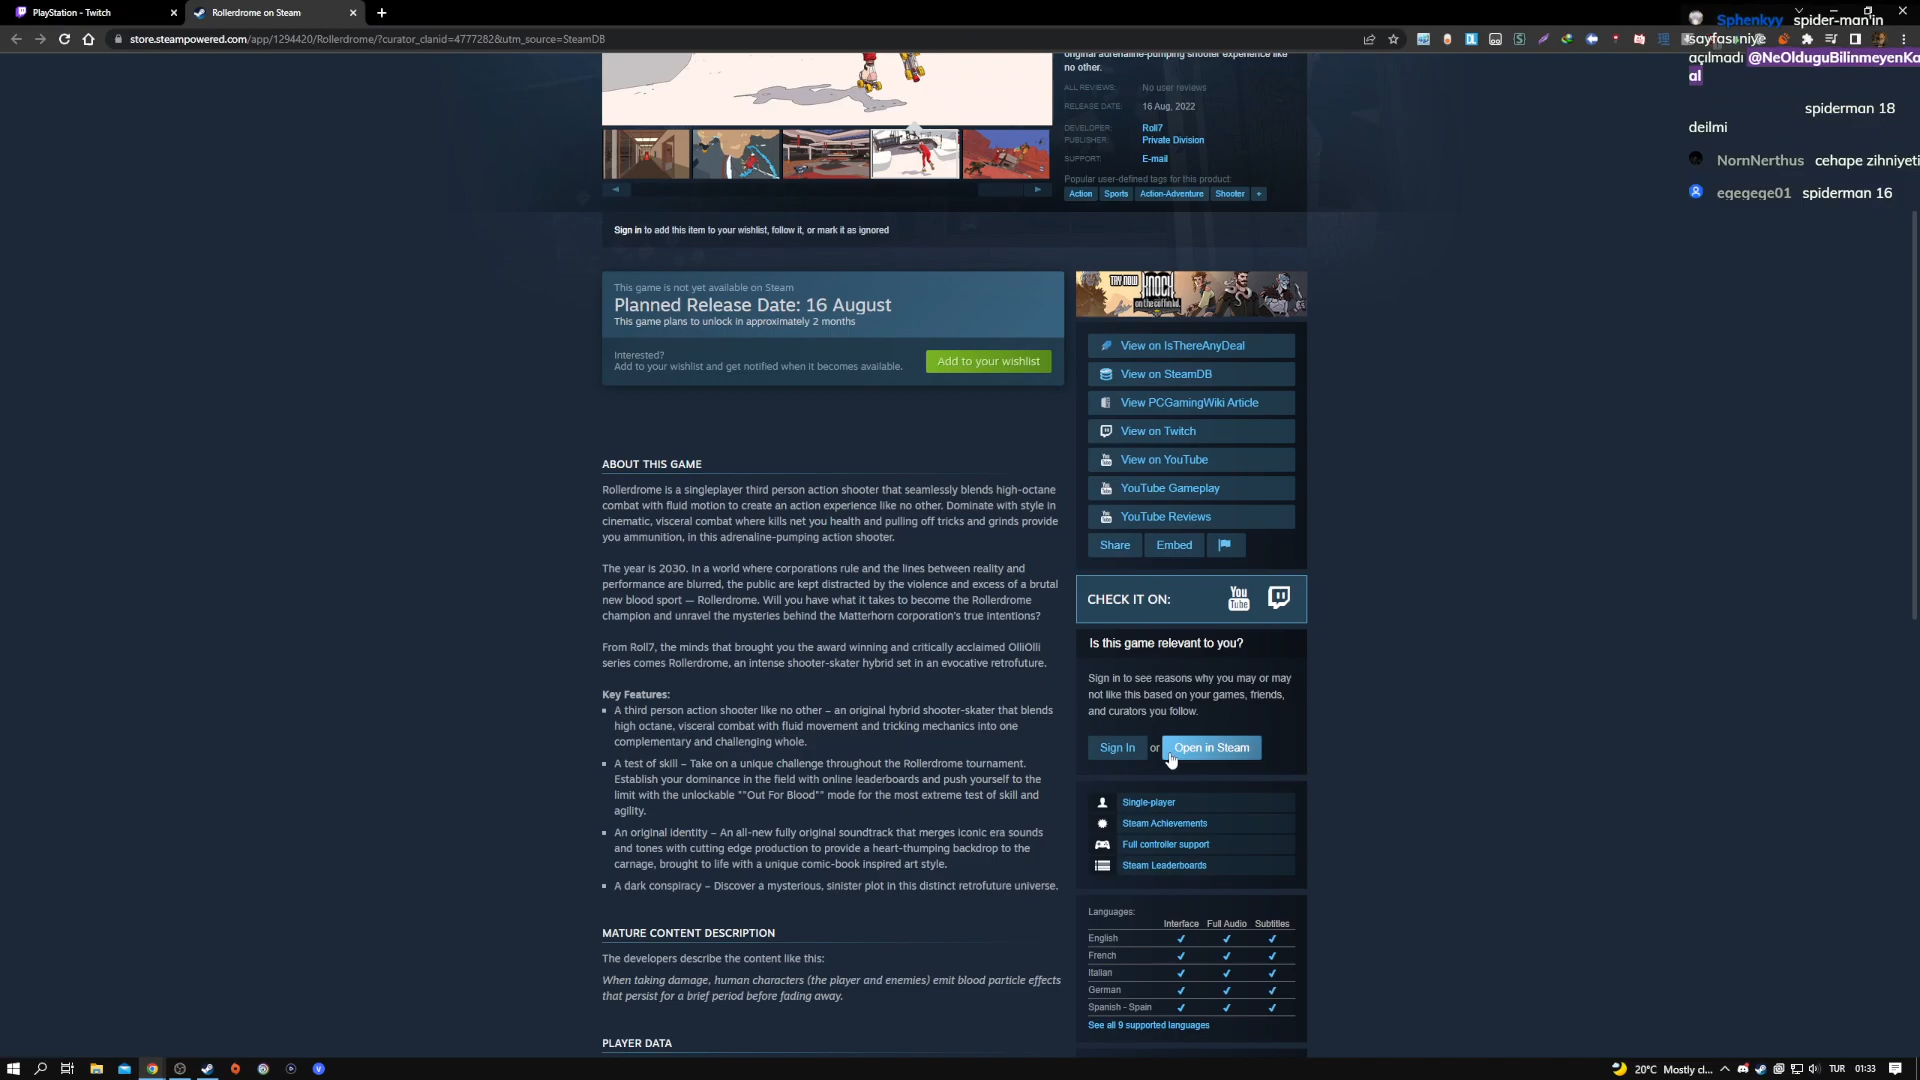 PlayStation - Twitch
Rollerdrome on Steam
store.steampowered.com/app/1294420/Rollerdrome/?curator_clanid=4777282&utm_source=SteamDB
Sphenkyy spider-man'in
sayfası niye
açılmadı @NeOlduguBilinmeyenKa
al
spiderman 18
deilmi
NornNerthus cehape zihniyeti
egegege01 spiderman 16
original adrenaline-pumping shooter experience like
no other.
ALL REVIEWS: No user reviews
RELEASE DATE: 16 Aug, 2022
DEVELOPER: Roll7
PUBLISHER: Private Division
SUPPORT: E-mail
Popular user-defined tags for this product:
Action Sports Action-Adventure Shooter +
Sign in to add this item to your wishlist, follow it, or mark it as ignored
This game is not yet available on Steam
Planned Release Date: 16 August
This game plans to unlock in approximately 2 months
Interested?
Add to your wishlist and get notified when it becomes available.
Add to your wishlist
ABOUT THIS GAME
Rollerdrome is a singleplayer third person action shooter that seamlessly blends high-octane
combat with fluid motion to create an action experience like no other. Dominate with style in
cinematic, visceral combat where kills net you health and pulling off tricks and grinds provide
you ammunition, in this adrenaline-pumping action shooter.
The year is 2030. In a world where corporations rule and the lines between reality and
performance are blurred, the public are kept distracted by the violence and excess of a brutal
new blood sport — Rollerdrome. Will you have what it takes to become the Rollerdrome
champion and unravel the mysteries behind the Matterhorn corporation's true intentions?
From Roll7, the minds that brought you the award winning and critically acclaimed OlliOlli
series comes Rollerdrome, an intense shooter-skater hybrid set in an evocative retrofuture.
Key Features:
A third person action shooter like no other – an original hybrid shooter-skater that blends
high octane, visceral combat with fluid movement and tricking mechanics into one
complementary and challenging whole.
A test of skill – Take on a unique challenge throughout the Rollerdrome tournament.
Establish your dominance in the field with online leaderboards and push yourself to the
limit with the unlockable ""Out For Blood"" mode for the most extreme test of skill and
agility.
An original identity – An all-new fully original soundtrack that merges iconic era sounds
and tones with cutting edge production to provide a heart-thumping backdrop to the
carnage, brought to life with a unique comic-book inspired art style.
A dark conspiracy – Discover a mysterious, sinister plot in this distinct retrofuture universe.
MATURE CONTENT DESCRIPTION
The developers describe the content like this:
When taking damage, human characters (the player and enemies) emit blood particle effects
that persist for a brief period before fading away.
PLAYER DATA
TRY NOW KNOCK
on the coffin lid
View on IsThereAnyDeal
View on SteamDB
View PCGamingWiki Article
View on Twitch
View on YouTube
YouTube Gameplay
YouTube Reviews
Share Embed
CHECK IT ON: You Tube
Is this game relevant to you?
Sign in to see reasons why you may or may
not like this based on your games, friends,
and curators you follow.
Sign In or Open in Steam
Single-player
Steam Achievements
Full controller support
Steam Leaderboards
Languages:
Interface Full Audio Subtitles
English ✔ ✔ ✔
French ✔ ✔ ✔
Italian ✔ ✔ ✔
German ✔ ✔ ✔
Spanish - Spain ✔ ✔ ✔
See all 9 supported languages
20°C Mostly cl... TUR 01:33